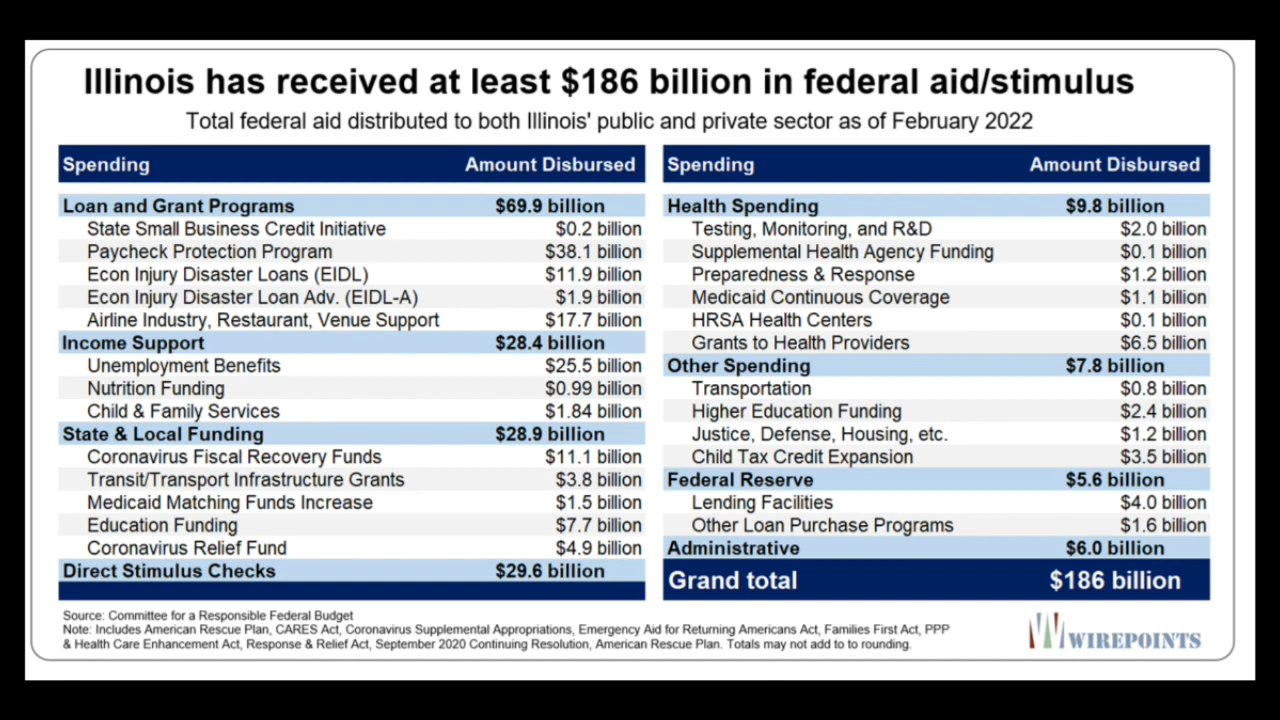 Illinois has received at least $186 billion in federal aid/stimulus
Total federal aid distributed to both Illinois' public and private sector as of February 2022
Spending Amount Disbursed
Loan and Grant Programs $69.9 billion
State Small Business Credit Initiative $0.2 billion
Paycheck Protection Program $38.1 billion
Econ Injury Disaster Loans (EIDL) $11.9 billion
Econ Injury Disaster Loan Adv. (EIDL-A) $1.9 billion
Airline Industry, Restaurant, Venue Support $17.7 billion
Income Support $28.4 billion
Unemployment Benefits $25.5 billion
Nutrition Funding $0.99 billion
Child & Family Services $1.84 billion
State & Local Funding $28.9 billion
Coronavirus Fiscal Recovery Funds $11.1 billion
Transit/Transport Infrastructure Grants $3.8 billion
Medicaid Matching Funds Increase $1.5 billion
Education Funding $7.7 billion
Coronavirus Relief Fund $4.9 billion
Direct Stimulus Checks $29.6 billion
Spending Amount Disbursed
Health Spending $9.8 billion
Testing, Monitoring, and R&D $2.0 billion
Supplemental Health Agency Funding $0.1 billion
Preparedness & Response $1.2 billion
Medicaid Continuous Coverage $1.1 billion
HRSA Health Centers $0.1 billion
Grants to Health Providers $6.5 billion
Other Spending $7.8 billion
Transportation $0.8 billion
Higher Education Funding $2.4 billion
Justice, Defense, Housing, etc. $1.2 billion
Child Tax Credit Expansion $3.5 billion
Federal Reserve $5.6 billion
Lending Facilities $4.0 billion
Other Loan Purchase Programs $1.6 billion
Administrative $6.0 billion
Grand total $186 billion
Source: Committee for a Responsible Federal Budget
Note: Includes American Rescue Plan, CARES Act, Coronavirus Supplemental Appropriations, Emergency Aid for Returning Americans Act, Families First Act, PPP
& Health Care Enhancement Act, Response & Relief Act, September 2020 Continuing Resolution, American Rescue Plan. Totals may not add to to rounding.
WIREPOINTS